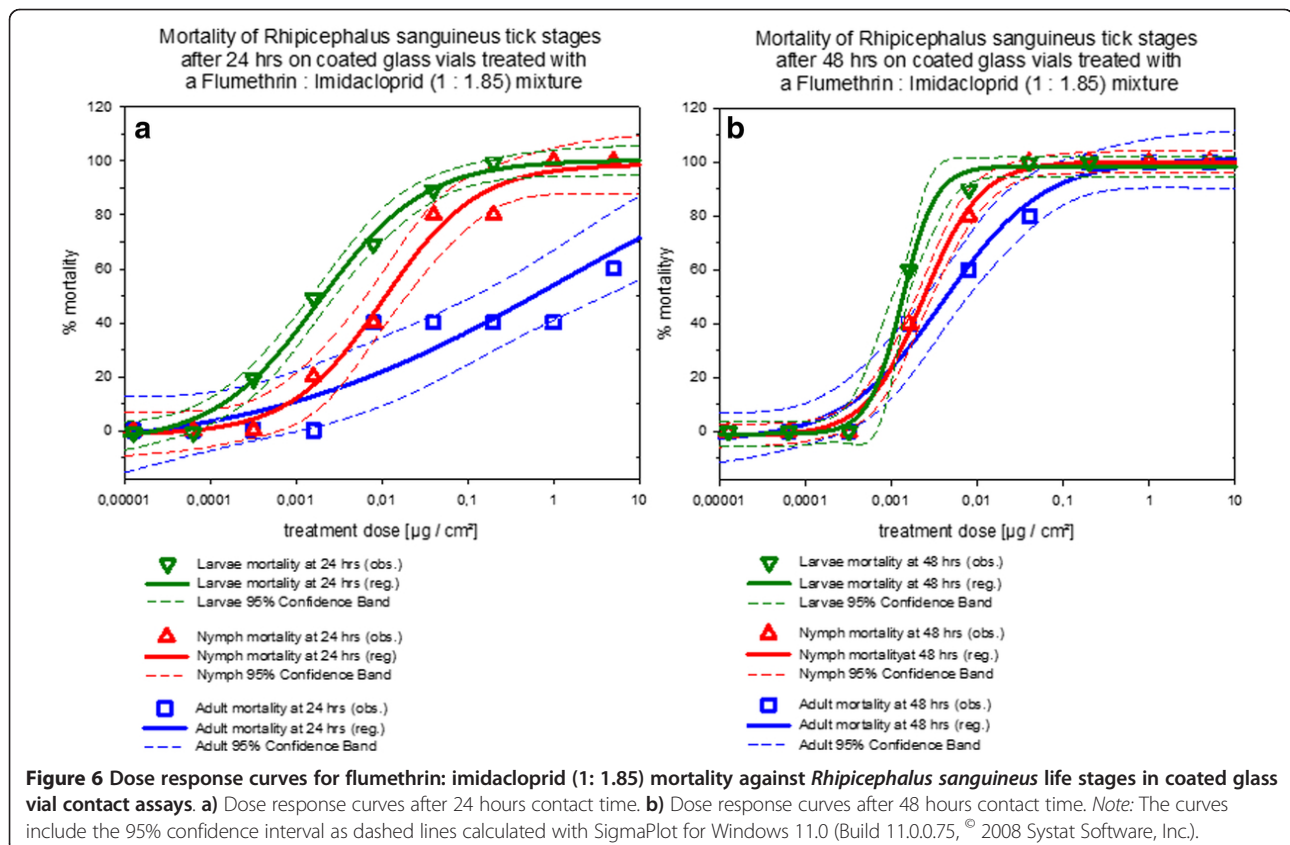 Mortality of Rhipicephalus sanguineus tick stages
after 24 hrs on coated glass vials treated with
a Flumethrin : Imidacloprid (1 : 1.85) mixture
a
120
100
80
60
40
20
0
% mortality
0,00001
0,0001
0,001
0,01
0,1
1
10
treatment dose [µg / cm²]
Larvae mortality at 24 hrs (obs.)
Larvae mortality at 24 hrs (reg.)
Larvae 95% Confidence Band
Nymph mortality at 24 hrs (obs.)
Nymph mortality at 24 hrs (reg)
Nymph 95% Confidence Band
Adult mortality at 24 hrs (obs.)
Adult mortality at 24 hrs (reg.)
Adult 95% Confidence Band
Mortality of Rhipicephalus sanguineus tick stages
after 48 hrs on coated glass vials treated with
a Flumethrin : Imidacloprid (1 : 1.85) mixture
b
120
100
80
60
40
20
0
% mortalityy
0,00001
0,0001
0,001
0,01
0,1
1
10
treatment dose [µg / cm²]
Larvae mortality at 48 hrs (obs.)
Larvae mortality at 48 hrs (reg.)
Larvae 95% Confidence Band
Nymph mortality at 48 hrs (obs.)
Nymph mortalityat 48 hrs (reg.)
Nymph 95% Confidence Band
Adult mortality at 48 hrs (obs.)
Adult mortality at 48 hrs (reg.)
Adult 95% Confidence Band
Figure 6 Dose response curves for flumethrin: imidacloprid (1: 1.85) mortality against Rhipicephalus sanguineus life stages in coated glass
vial contact assays. a) Dose response curves after 24 hours contact time. b) Dose response curves after 48 hours contact time. Note: The curves
include the 95% confidence interval as dashed lines calculated with SigmaPlot for Windows 11.0 (Build 11.0.0.75, © 2008 Systat Software, Inc.).